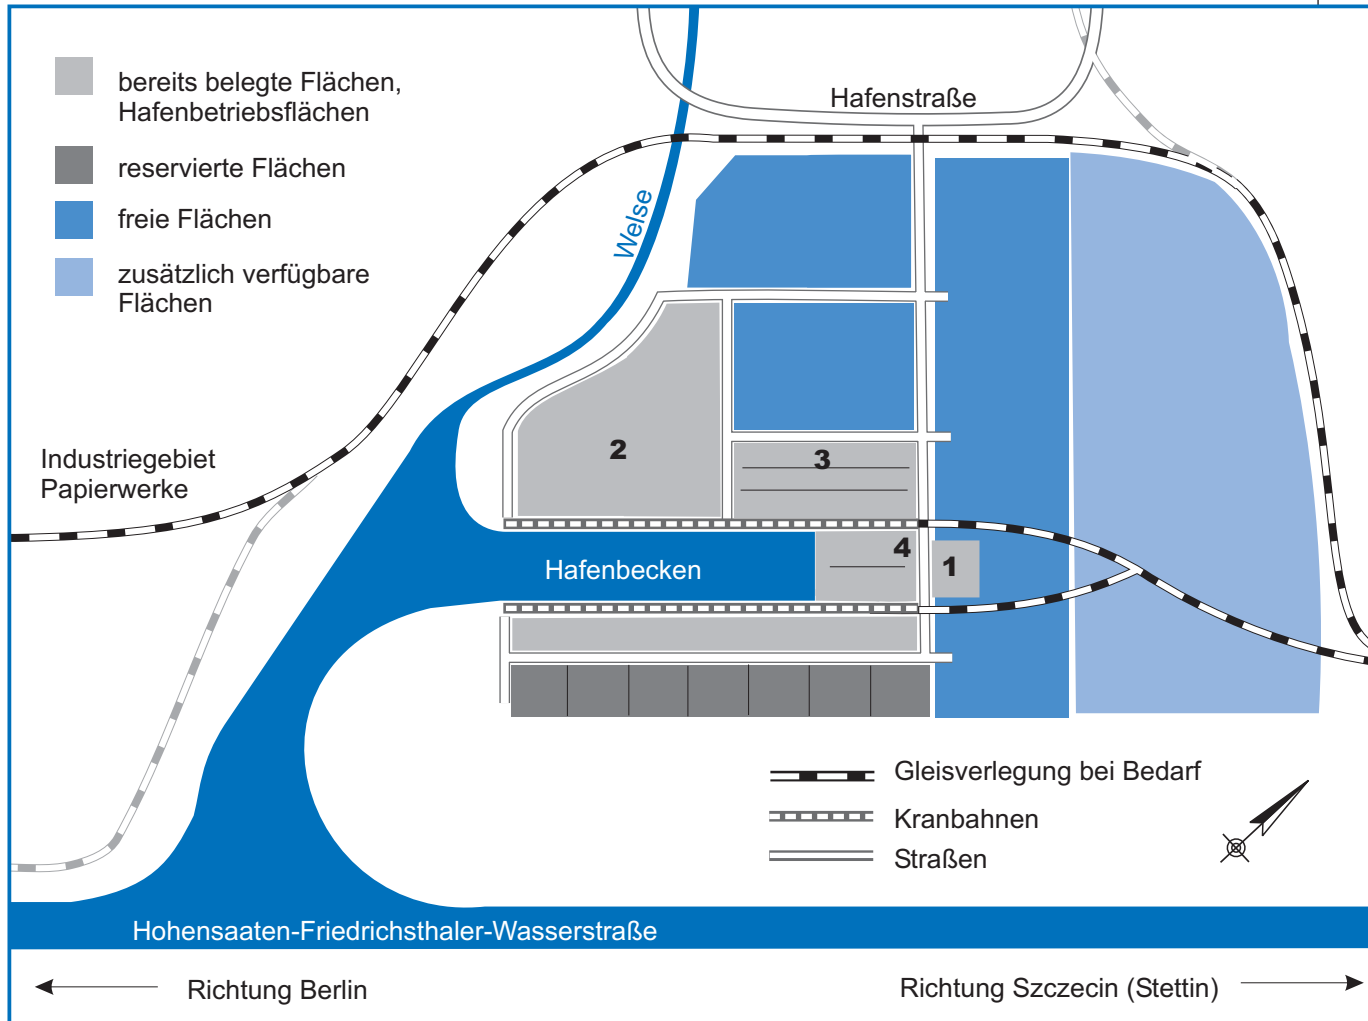 bereits belegte Flächen,
Hafenbetriebsflächen
reservierte Flächen
freie Flächen
zusätzlich verfügbare
Flächen
Hafenstraße
Welse
Industriegebiet
Papierwerke
2
3
4
1
Hafenbecken
Gleisverlegung bei Bedarf
Kranbahnen
Straßen
Hohensaaten-Friedrichsthaler-Wasserstraße
Richtung Berlin
Richtung Szczecin (Stettin)